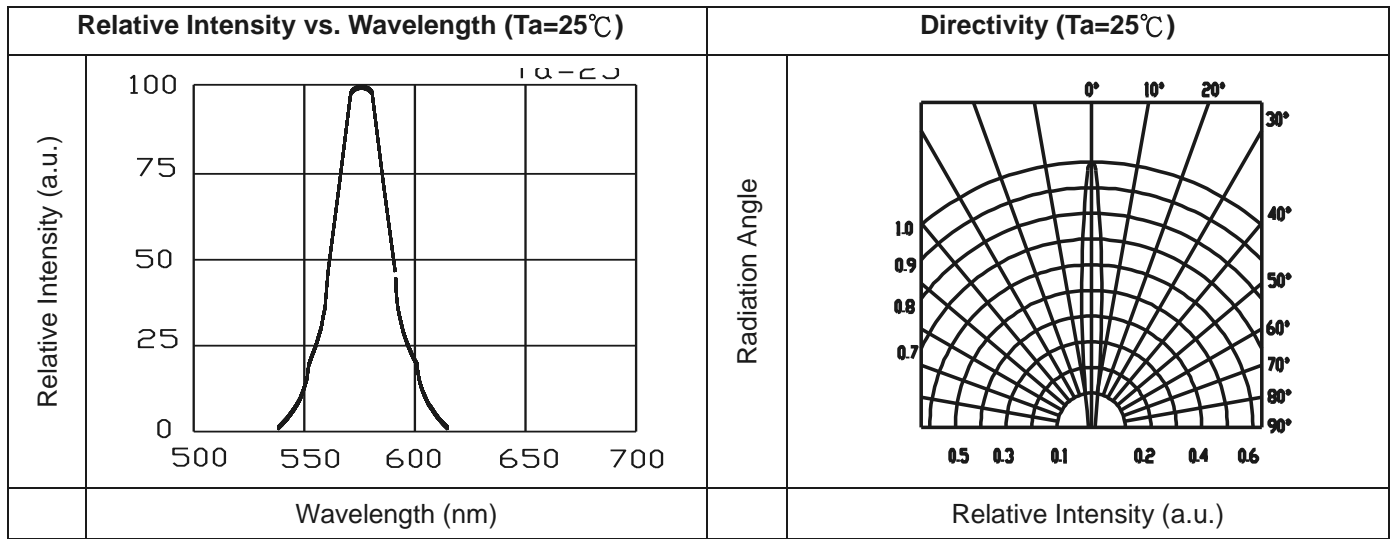 Relative Intensity vs. Wavelength (Ta=25℃)
Directivity (Ta=25℃)
Relative Intensity (a.u.)
100
75
50
25
0
500 550 600 650 700
Wavelength (nm)
Radiation Angle
0° 10° 20°
30°
40°
50°
60°
70°
80°
90°
1.0
0.9
0.8
0.7
0.5 0.3 0.1 0.2 0.4 0.6
Relative Intensity (a.u.)